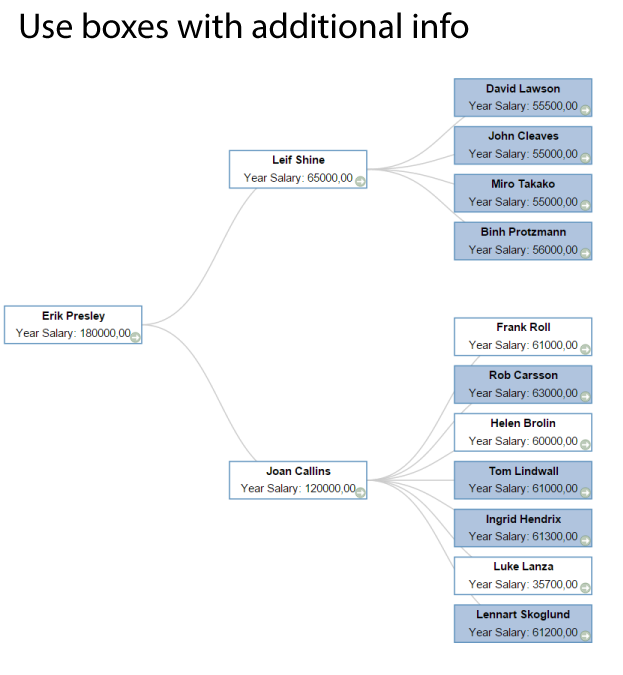 Use boxes with additional info
David Lawson
Year Salary: 55500,00
John Cleaves
Year Salary: 55000,00
Leif Shine
Year Salary: 65000,00
Miro Takako
Year Salary: 55000,00
Binh Protzmann
Year Salary: 56000,00
Erik Presley
Year Salary: 180000,00
Frank Roll
Year Salary: 61000,00
Rob Carsson
Year Salary: 63000,00
Helen Brolin
Year Salary: 60000,00
Joan Callins
Year Salary: 120000,00
Tom Lindwall
Year Salary: 61000,00
Ingrid Hendrix
Year Salary: 61300,00
Luke Lanza
Year Salary: 35700,00
Lennart Skoglund
Year Salary: 61200,00